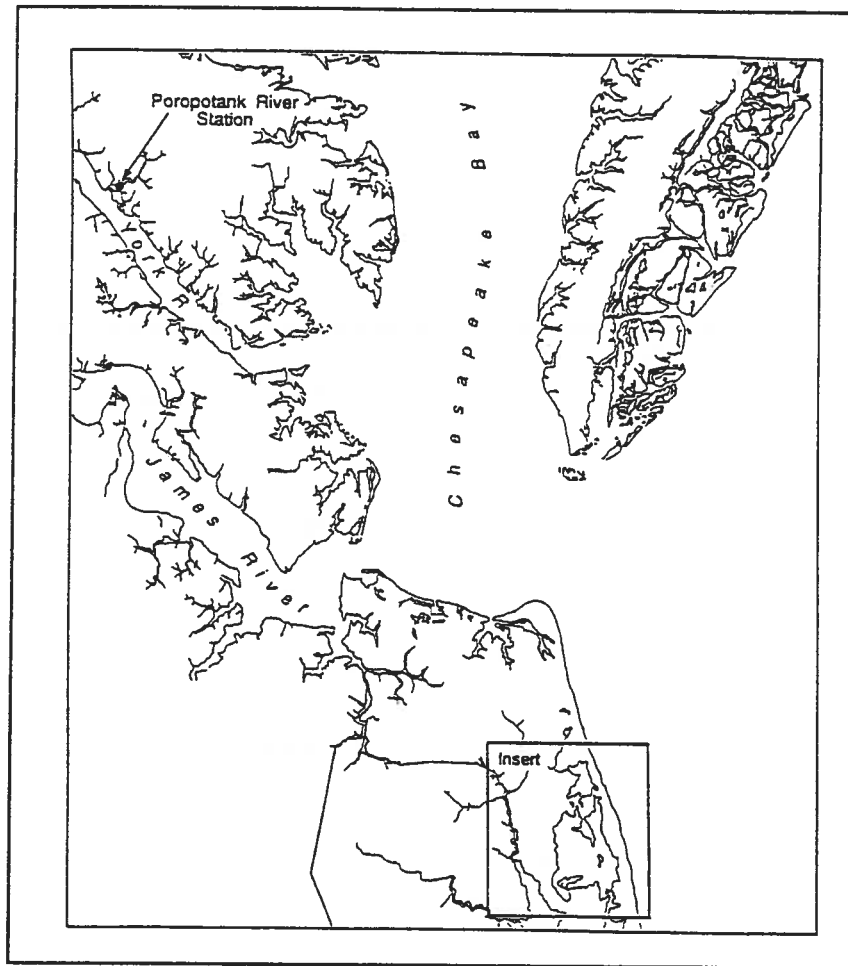 Poropotank River
Station
York R.
Chesapeake Bay
James River
Insert